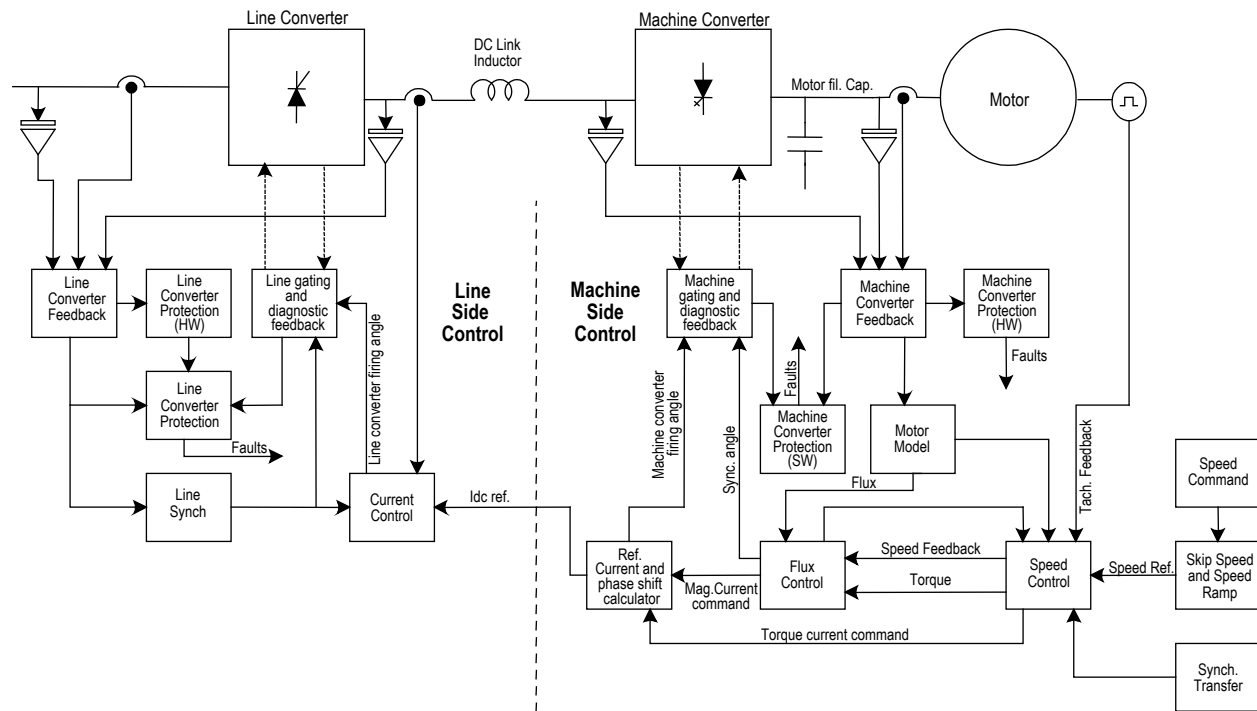 Line Converter
Machine Converter
DC Link
Inductor
Motor fil. Cap.
Motor
Line
Converter
Feedback
Line
Converter
Protection
(HW)
Line gating
and
diagnostic
feedback
Line
Side
Control
Machine
Side
Control
Machine
gating and
diagnostic
feedback
Machine
Converter
Feedback
Machine
Converter
Protection
(HW)
Faults
Line
Converter
Protection
Faults
Line converter firing angle
Machine converter
firing angle
Sync. angle
Faults
Machine
Converter
Protection
(SW)
Motor
Model
Tach. Feedback
Speed
Command
Line
Synch
Current
Control
Idc ref.
Flux
Ref.
Current and
phase shift
calculator
Mag.Current
command
Flux
Control
Speed Feedback
Torque
Speed
Control
Speed Ref.
Skip Speed
and Speed
Ramp
Torque current command
Synch.
Transfer